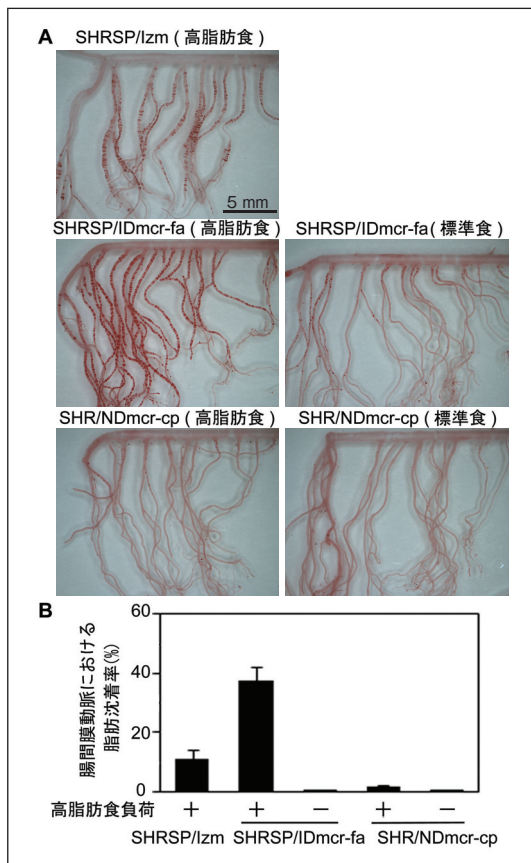 A
SHRSP/Izm (高脂肪食)
5 mm
SHRSP/IDmcr-fa (高脂肪食) SHRSP/IDmcr-fa (標準食)
SHR/NDmcr-cp (高脂肪食) SHR/NDmcr-cp (標準食)
B
腸間膜動脈における
脂肪沈着率(%)
60
40
20
0
高脂肪食負荷 + + − + −
SHRSP/Izm SHRSP/IDmcr-fa SHR/NDmcr-cp